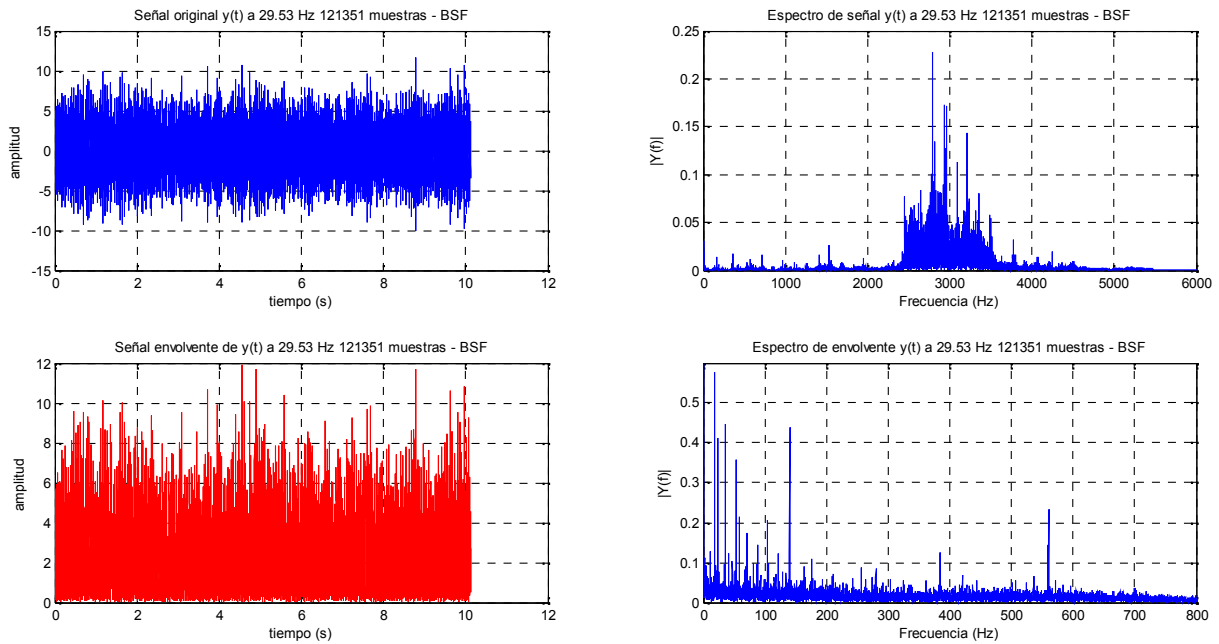 Señal original y(t) a 29.53 Hz 121351 muestras - BSF
15
10
5
0
-5
-10
-15
amplitud
0 2 4 6 8 10 12
tiempo (s)
Espectro de señal y(t) a 29.53 Hz 121351 muestras - BSF
0.25
0.2
0.15
0.1
0.05
0
|Y(f)|
0 1000 2000 3000 4000 5000 6000
Frecuencia (Hz)
Señal envolvente de y(t) a 29.53 Hz 121351 muestras - BSF
12
10
8
6
4
2
0
amplitud
0 2 4 6 8 10 12
tiempo (s)
Espectro de envolvente y(t) a 29.53 Hz 121351 muestras - BSF
0.5
0.4
0.3
0.2
0.1
0
|Y(f)|
0 100 200 300 400 500 600 700 800
Frecuencia (Hz)